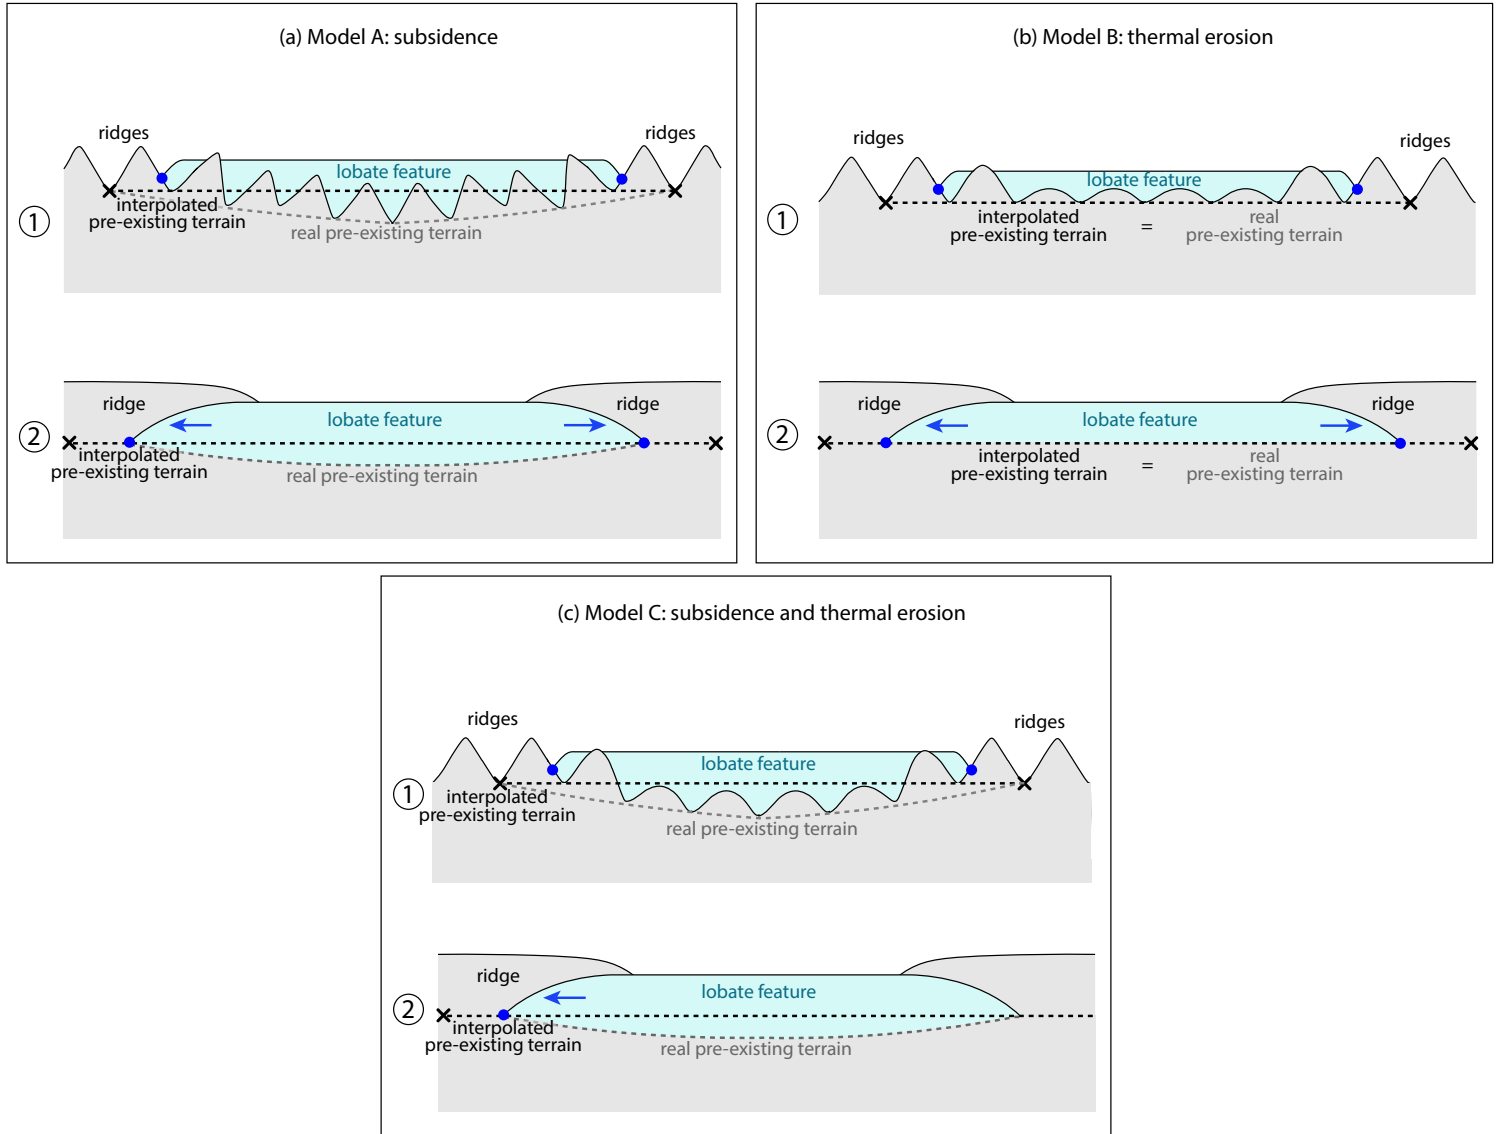 (a) Model A: subsidence
ridges
ridges
lobate feature
1
interpolated
pre-existing terrain
real pre-existing terrain
ridge
ridge
lobate feature
2
interpolated
pre-existing terrain
real pre-existing terrain
(b) Model B: thermal erosion
ridges
ridges
lobate feature
1
interpolated
pre-existing terrain
=
real
pre-existing terrain
ridge
ridge
lobate feature
2
interpolated
pre-existing terrain
=
real
pre-existing terrain
(c) Model C: subsidence and thermal erosion
ridges
ridges
lobate feature
1
interpolated
pre-existing terrain
real pre-existing terrain
ridge
lobate feature
2
interpolated
pre-existing terrain
real pre-existing terrain